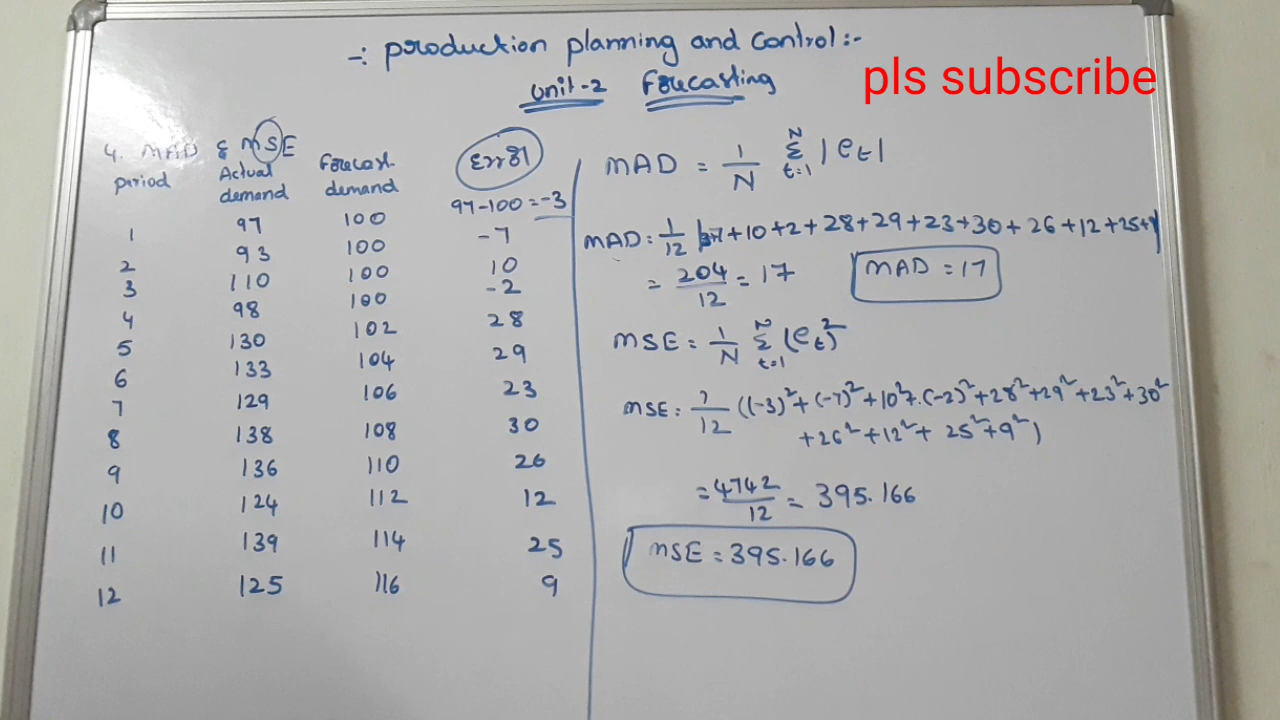 -: production planning and control:-
pls subscribe
unit-2 Forecasting
4. MAD & MSE
period Actual demand Forecast demand Error
1 97 100 97-100=-3
2 93 100 -7
3 110 100 10
4 98 100 -2
5 130 102 28
6 133 104 29
7 129 106 23
8 138 108 30
9 136 110 26
10 124 112 12
11 139 114 25
12 125 116 9
MAD = 1/N N Σ t=1 |et|
MAD: 1/12 +10+2+28+29+23+30+26+12+25+
= 204/12 = 17 MAD = 17
MSE = 1/N N Σ t=1 (et)²
MSE: 1/12 ((-3)²+(-7)²+10²+(-2)²+28²+29²+23²+30²
+26²+12²+25²+9²)
= 4742/12 = 395.166
MSE = 395.166